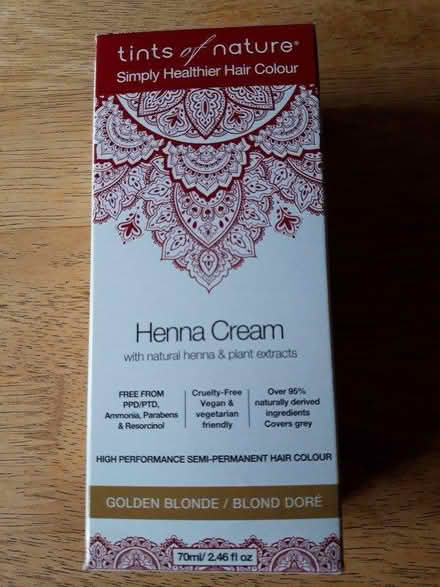 tints of nature®
Simply Healthier Hair Colour
Henna Cream
with natural henna & plant extracts
FREE FROM
PPD/PTD,
Ammonia, Parabens
& Resorcinol
Cruelty-Free
Vegan &
vegetarian
friendly
Over 95%
naturally derived
ingredients
Covers grey
HIGH PERFORMANCE SEMI-PERMANENT HAIR COLOUR
GOLDEN BLONDE / BLOND DORÉ
70ml/ 2.46 fl oz